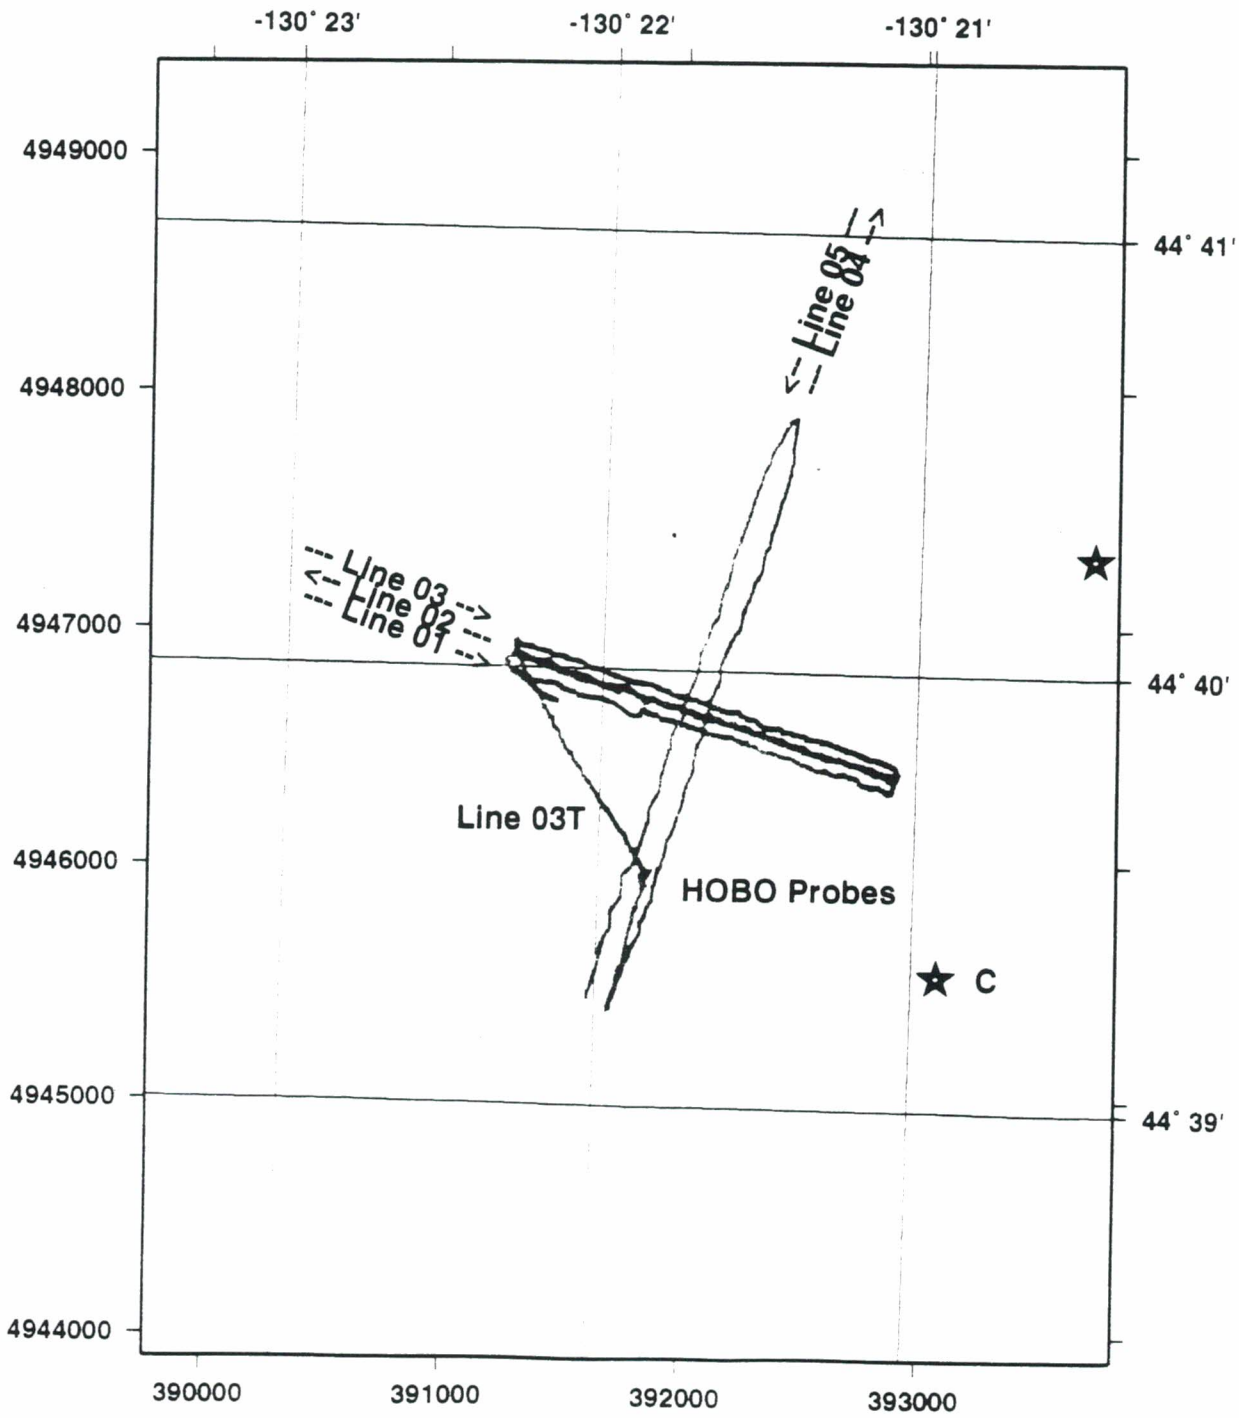 -130° 23'
-130° 22'
-130° 21'
4949000
44° 41'
Line 05
Line 04
4948000
Line 03
Line 02
Line 01
4947000
44° 40'
Line 03T
4946000
HOBO Probes
C
4945000
44° 39'
4944000
390000
391000
392000
393000